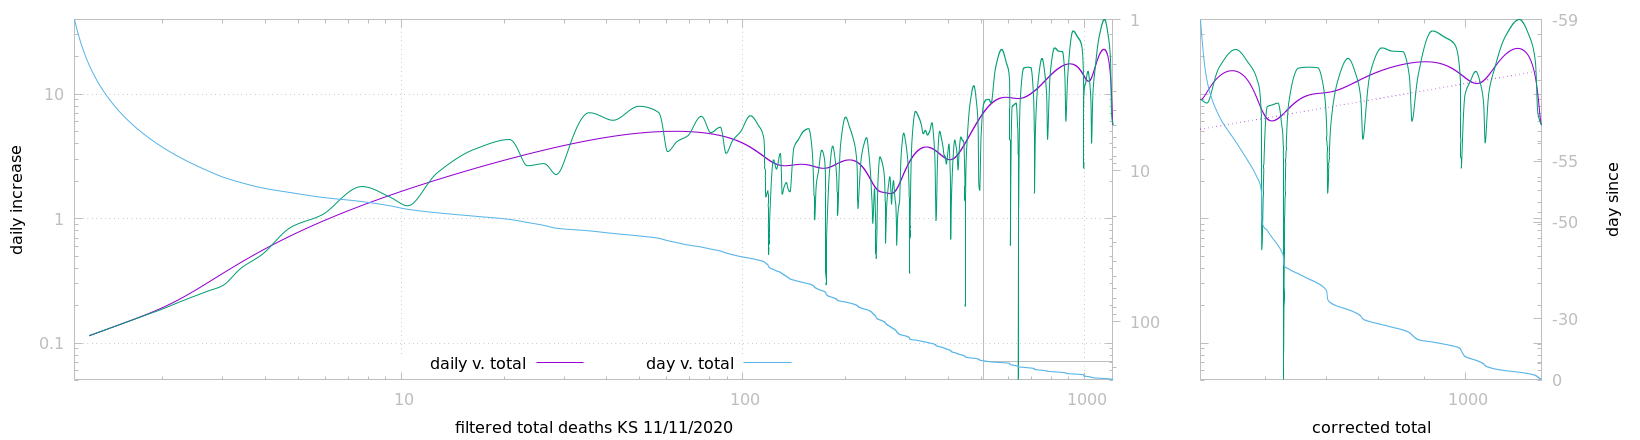 daily increase
10
1
0.1
1
10
100
daily v. total
day v. total
10
100
1000
filtered total deaths KS 11/11/2020
-59
-55
-50
-30
0
day since
1000
corrected total